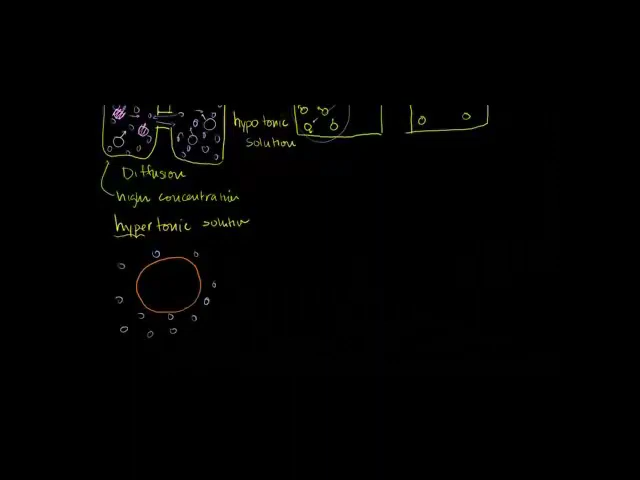 hypotonic
solution
Diffusion
high concentration
hypertonic solution